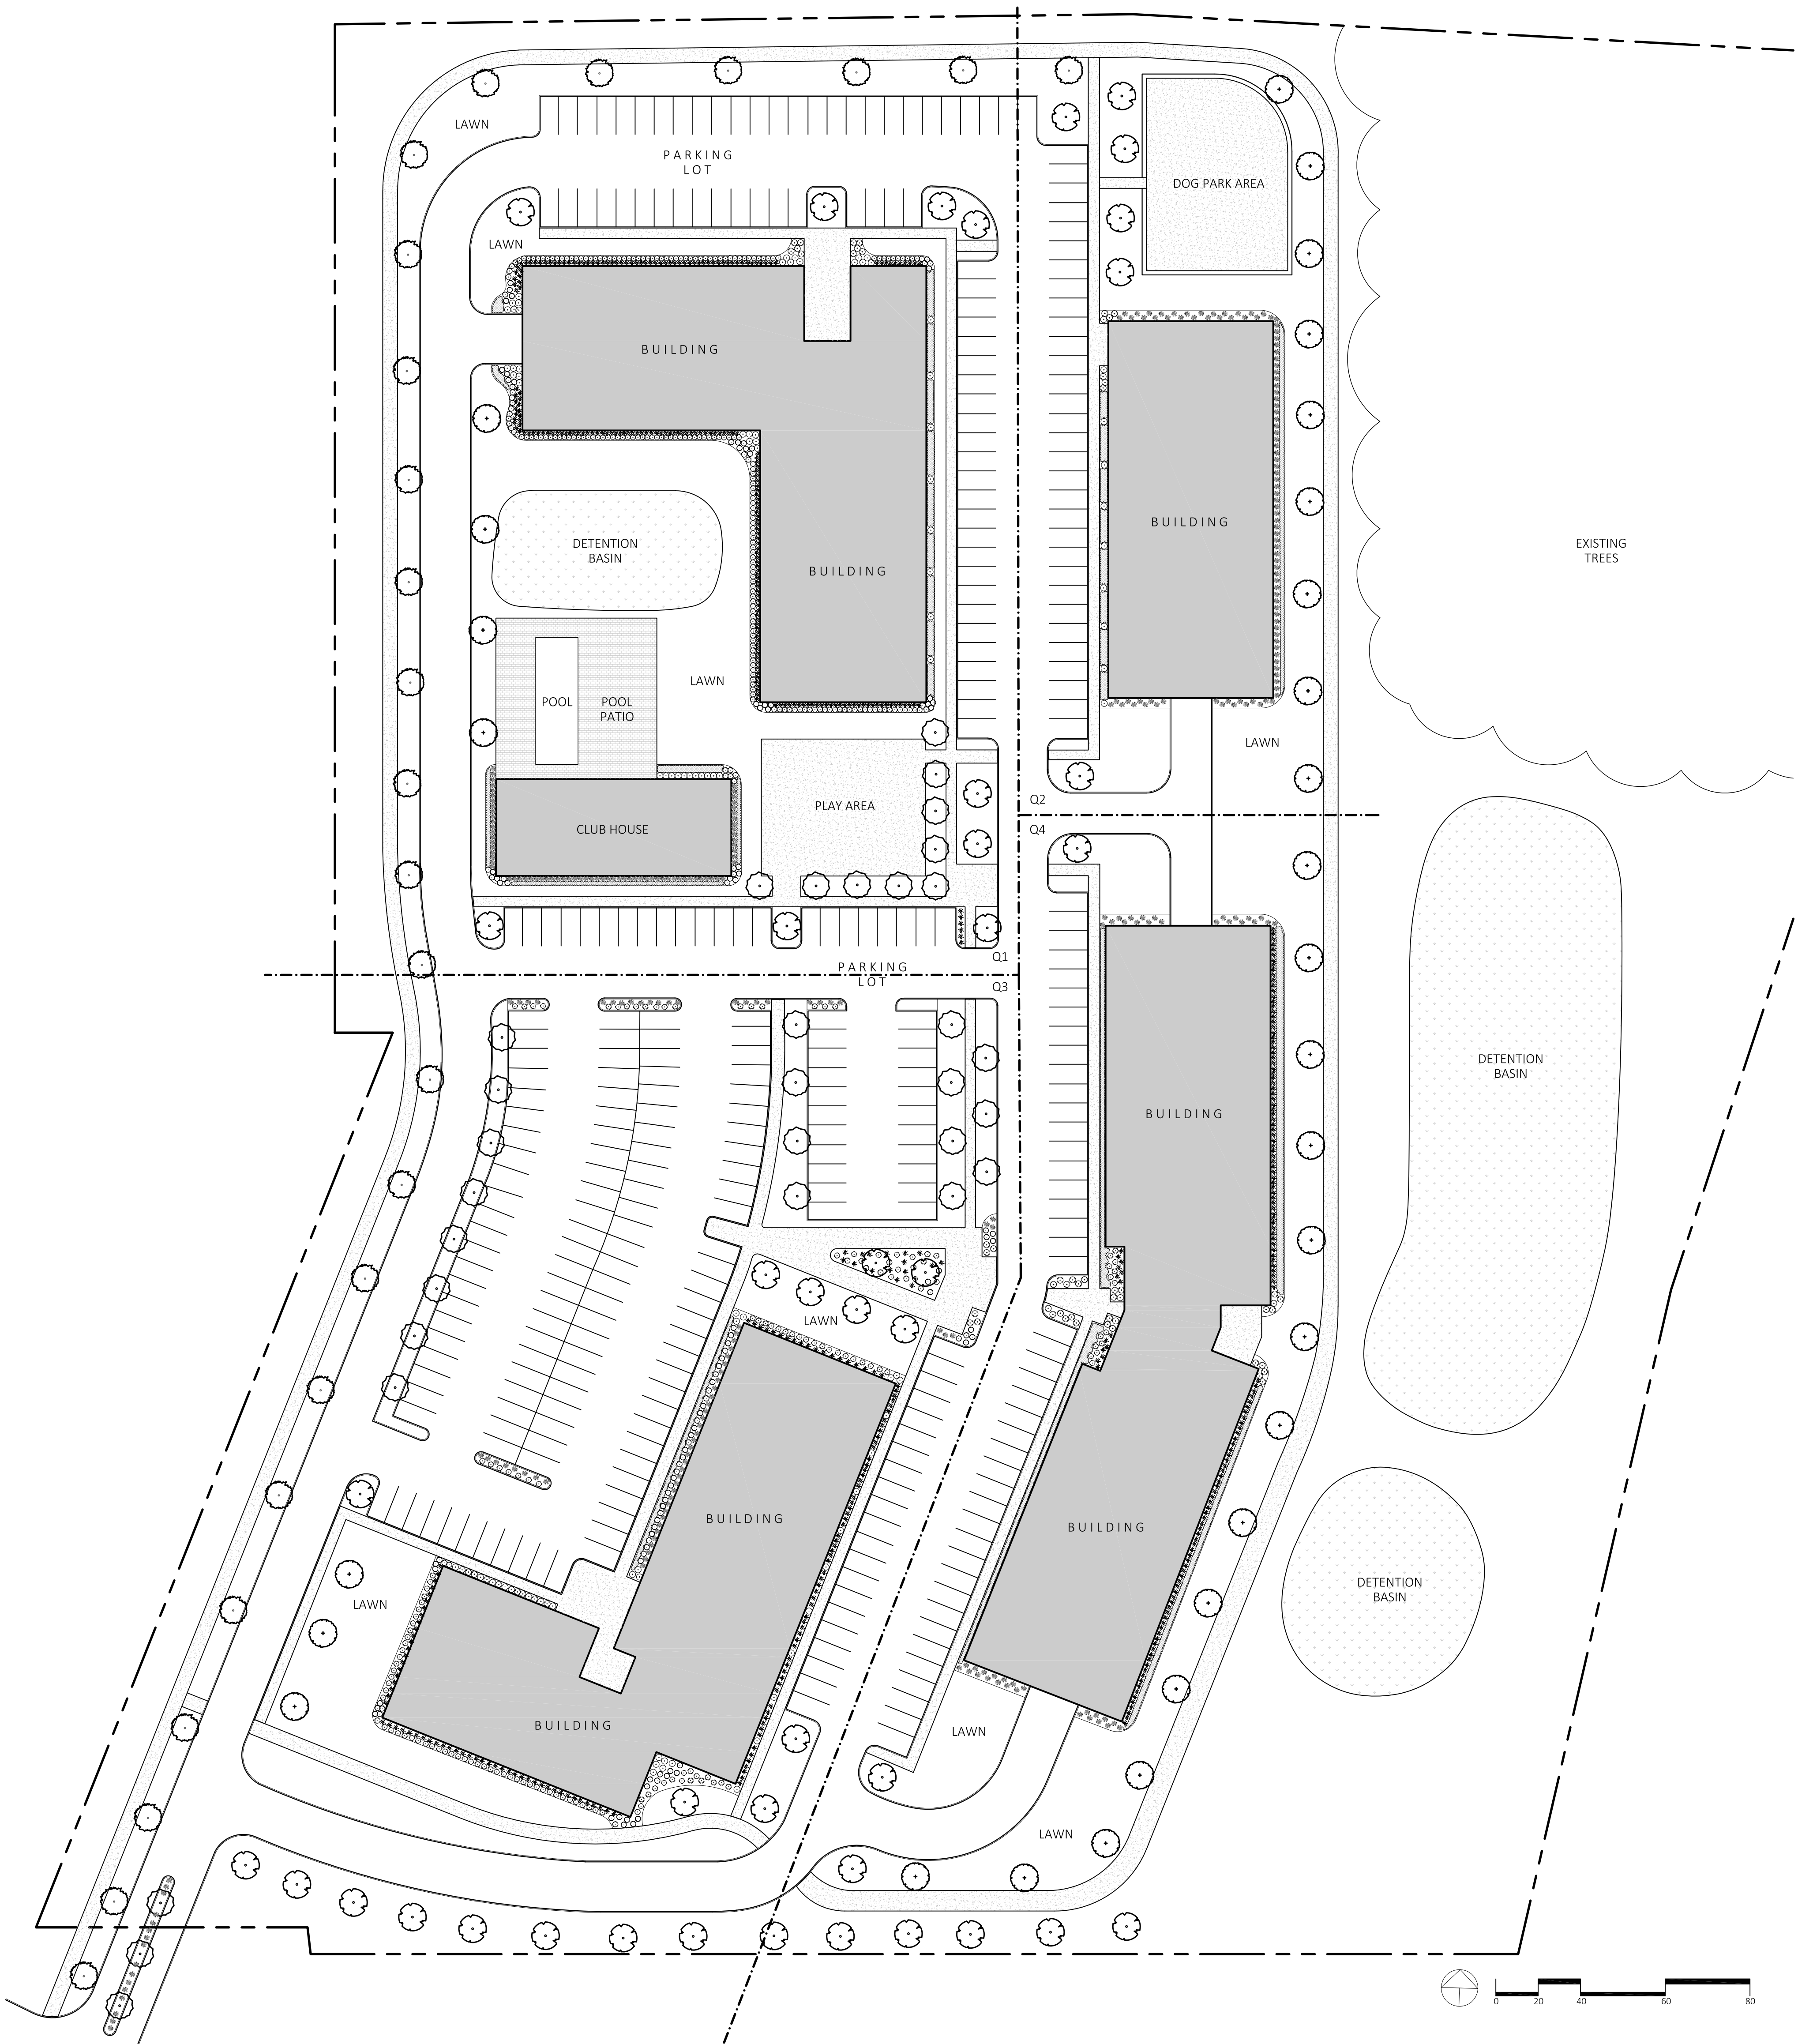 LAWN
PARKING
LOT
DOG PARK AREA
LAWN
BUILDING
BUILDING
EXISTING
TREES
DETENTION
BASIN
BUILDING
LAWN
POOL
POOL
PATIO
LAWN
Q2
PLAY AREA
Q4
CLUB HOUSE
Q1
PARKING
LOT
Q3
DETENTION
BASIN
BUILDING
LAWN
BUILDING
BUILDING
DETENTION
BASIN
LAWN
BUILDING
LAWN
LAWN
0 20 40 60 80